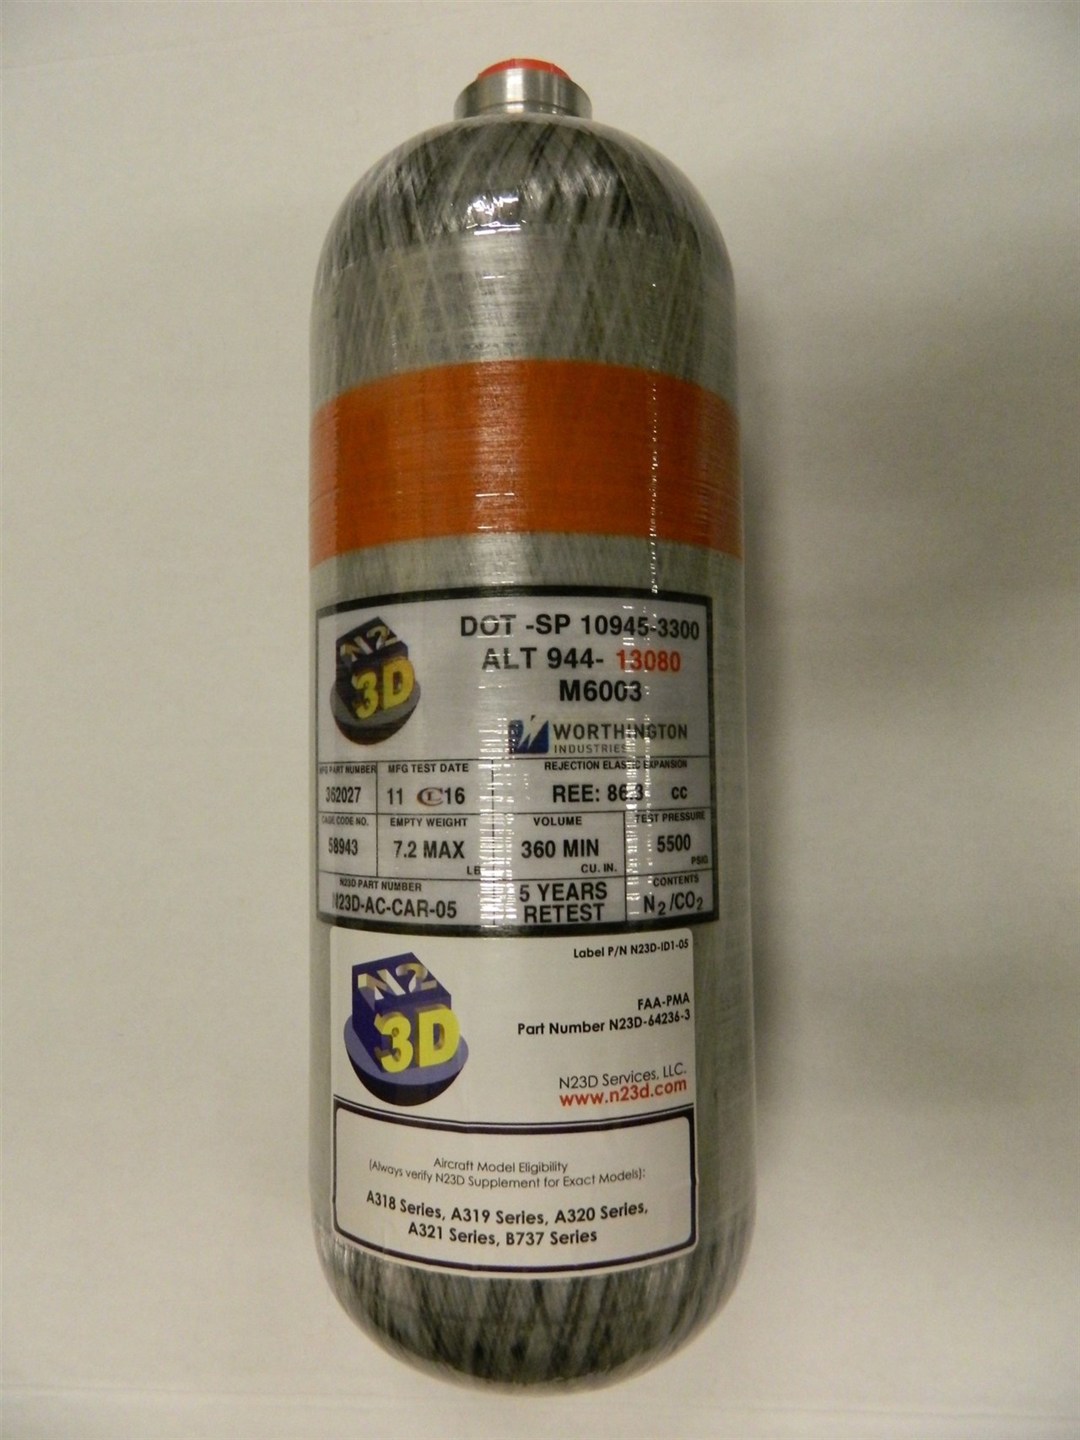 DOT -SP 10945-3300
N2
3D
ALT 944- 13080
M6003
WORTHINGTON
INDUSTRIES
MFG PART NUMBER MFG TEST DATE REJECTION ELASTIC EXPANSION
362027 11 16 REE: 86.3 CC
CAGE CODE NO. EMPTY WEIGHT VOLUME TEST PRESSURE
58943 7.2 MAX 360 MIN 5500
LB CU. IN. PSIG
N23D PART NUMBER 5 YEARS CONTENTS
N23D-AC-CAR-05 RETEST N2/CO2
Label P/N N23D-ID1-05
N2
3D
FAA-PMA
Part Number N23D-64236-3
N23D Services, LLC.
www.n23d.com
Aircraft Model Eligibility
(Always verify N23D Supplement for Exact Models):
A318 Series, A319 Series, A320 Series,
A321 Series, B737 Series